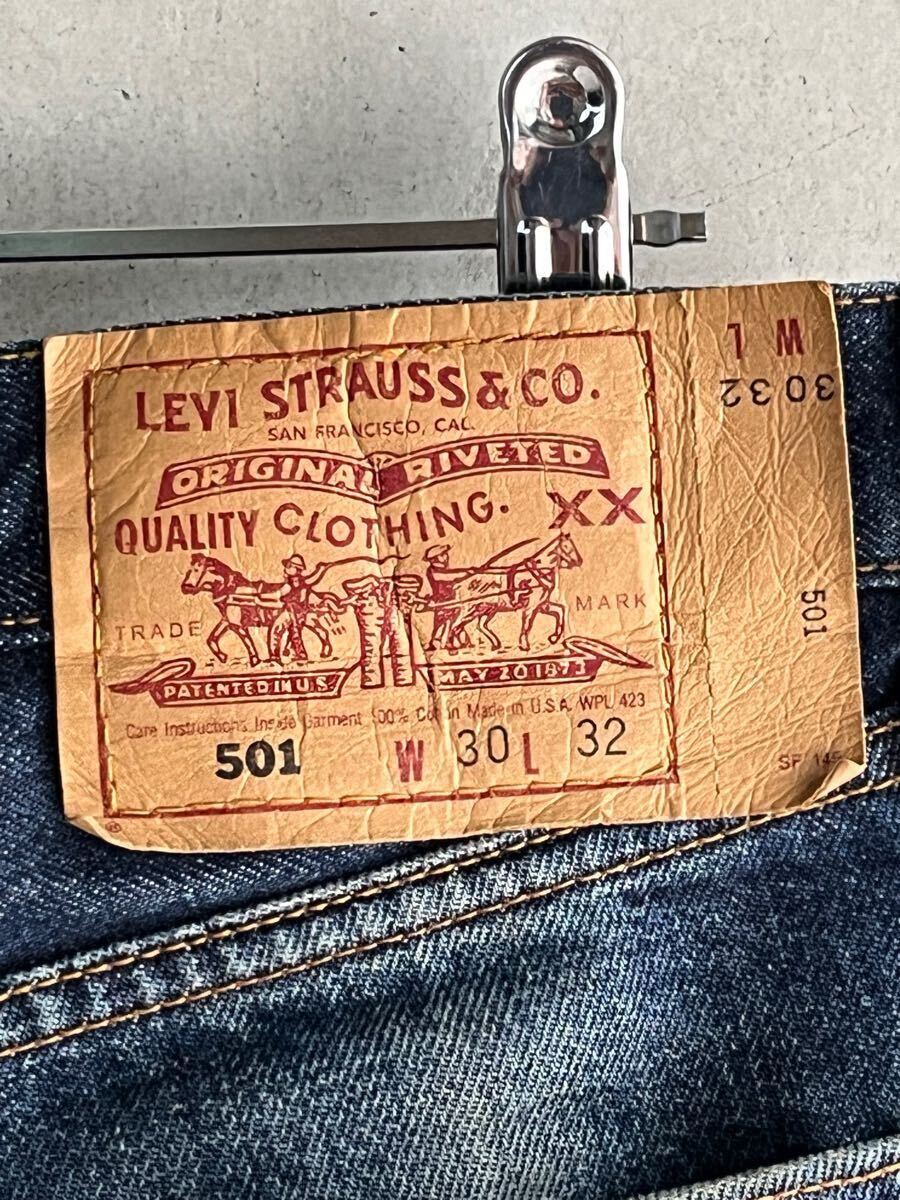 LEVI STRAUSS & CO.
SAN FRANCISCO, CAL.
ORIGINAL RIVETED
QUALITY CLOTHING. XX
TRADE MARK
PATENTED IN U.S. MAY 20 1873
Care Instructions Inside Garment 100% Cotton Made in U.S.A. WPL 423
501 W 30 L 32
®
W L
30 32
501
SF